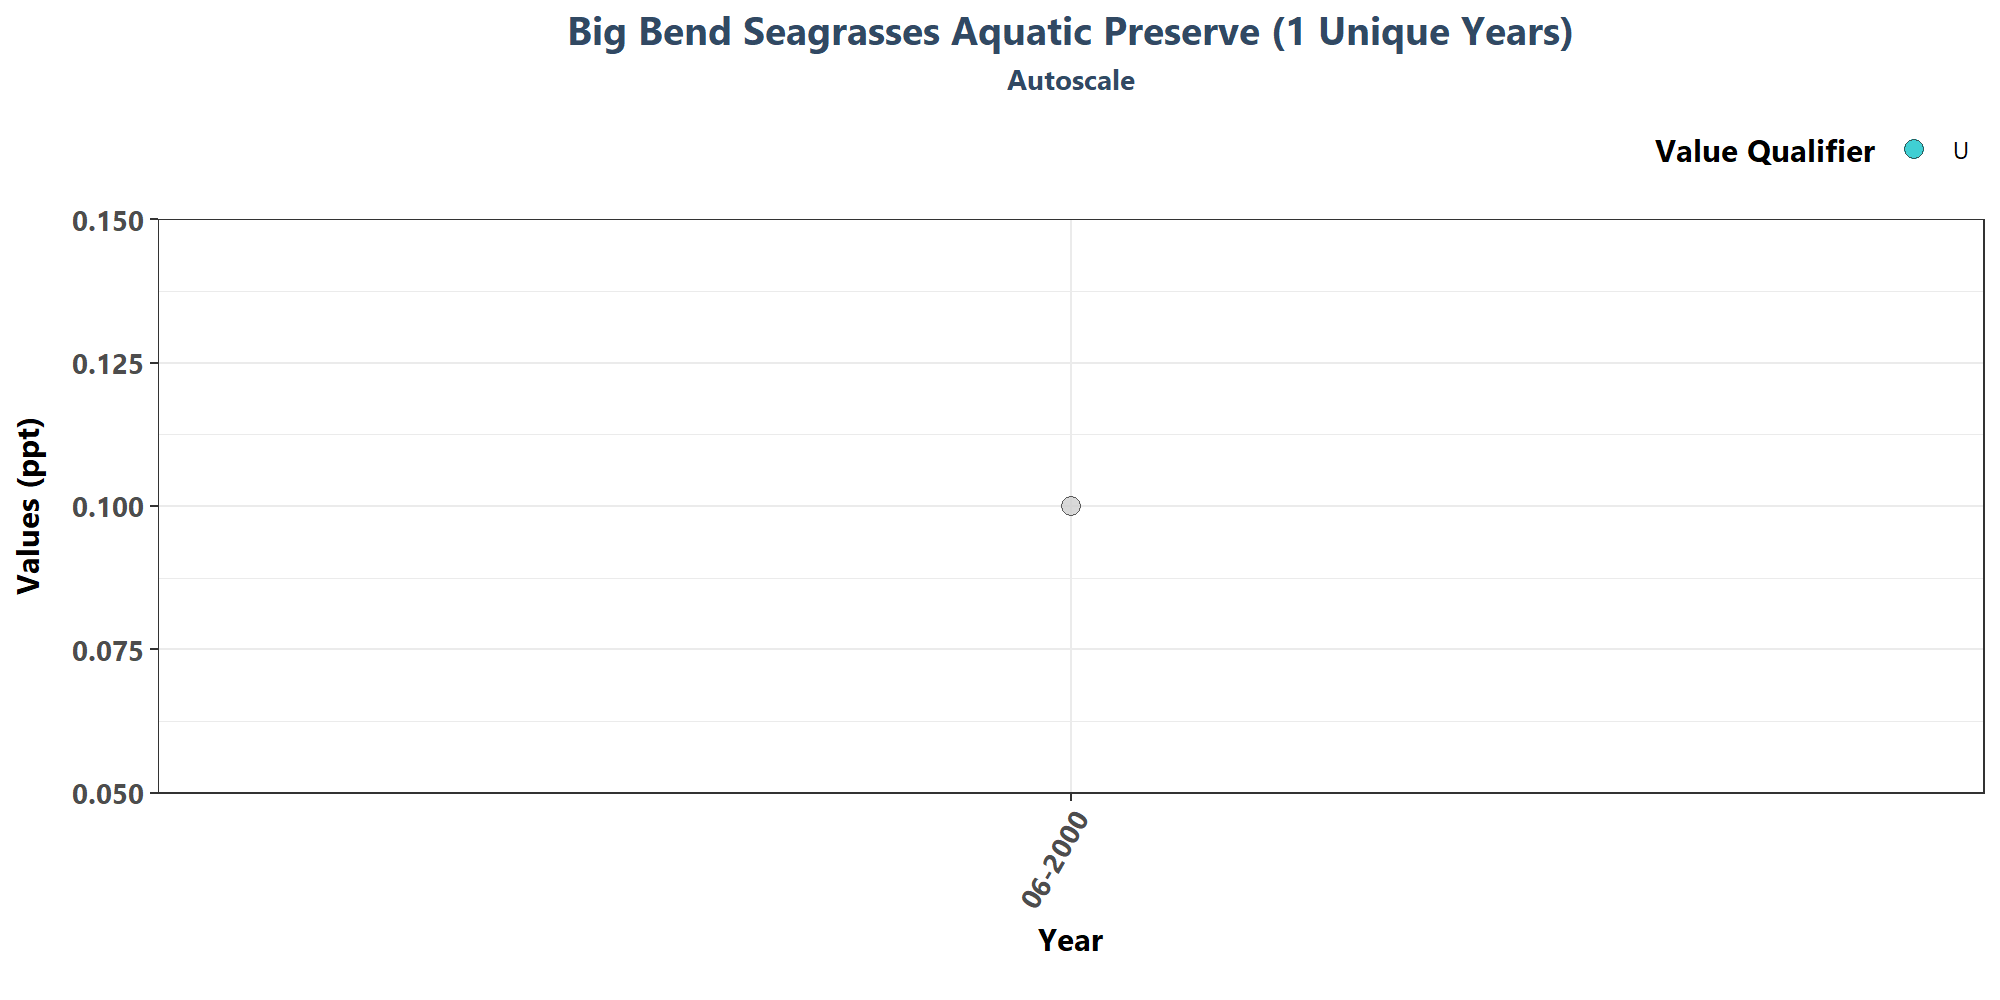 Big Bend Seagrasses Aquatic Preserve (1 Unique Years)
Autoscale
Value Qualifier U
0.150
0.125
0.100
0.075
0.050
Values (ppt)
06-2000
Year